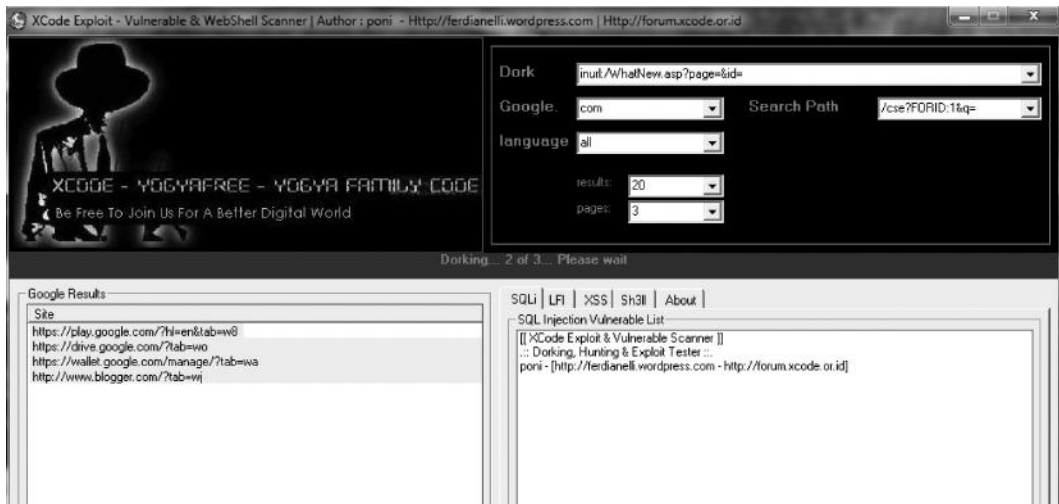 XCode Exploit - Vulnerable & WebShell Scanner | Author : poni - Http://ferdianelli.wordpress.com | Http://forum.xcode.or.id
XCODE - YOGYAFREE - YOGYA FAMILY CODE
Be Free To Join Us For A Better Digital World
Dork
inurl:/WhatNew.asp?page=&id=
Google.
com
Search Path
/cse?FORID:1&q=
language
all
results:
20
pages:
3
Dorking... 2 of 3... Please wait
Google Results
Site
https://play.google.com/?hl=en&tab=w8
https://drive.google.com/?tab=wo
https://wallet.google.com/manage/?tab=wa
http://www.blogger.com/?tab=wj
SQLi LFI XSS Sh3ll About
SQL Injection Vulnerable List
[[ XCode Exploit & Vulnerable Scanner ]]
.:: Dorking, Hunting & Exploit Tester ::.
poni - [http://ferdianelli.wordpress.com - http://forum.xcode.or.id]